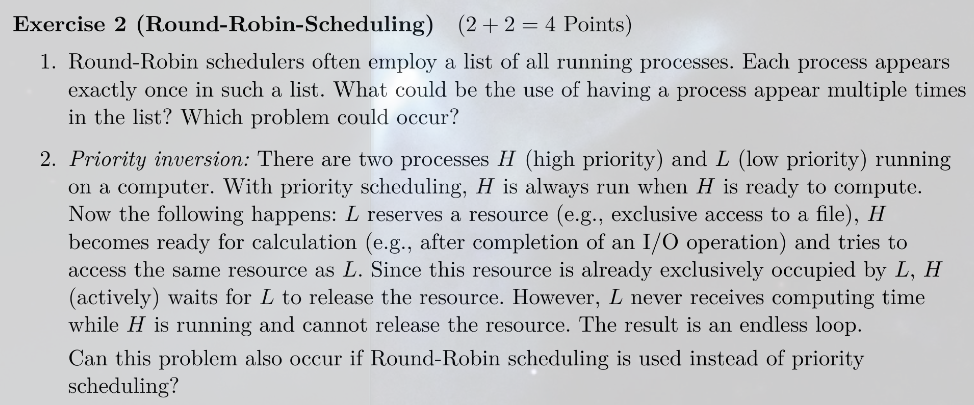 Exercise 2 (Round-Robin-Scheduling) (2 + 2 = 4 Points)
1. Round-Robin schedulers often employ a list of all running processes. Each process appears
exactly once in such a list. What could be the use of having a process appear multiple times
in the list? Which problem could occur?
2. Priority inversion: There are two processes H (high priority) and L (low priority) running
on a computer. With priority scheduling, H is always run when H is ready to compute.
Now the following happens: L reserves a resource (e.g., exclusive access to a file), H
becomes ready for calculation (e.g., after completion of an I/O operation) and tries to
access the same resource as L. Since this resource is already exclusively occupied by L, H
(actively) waits for L to release the resource. However, L never receives computing time
while H is running and cannot release the resource. The result is an endless loop.
Can this problem also occur if Round-Robin scheduling is used instead of priority
scheduling?